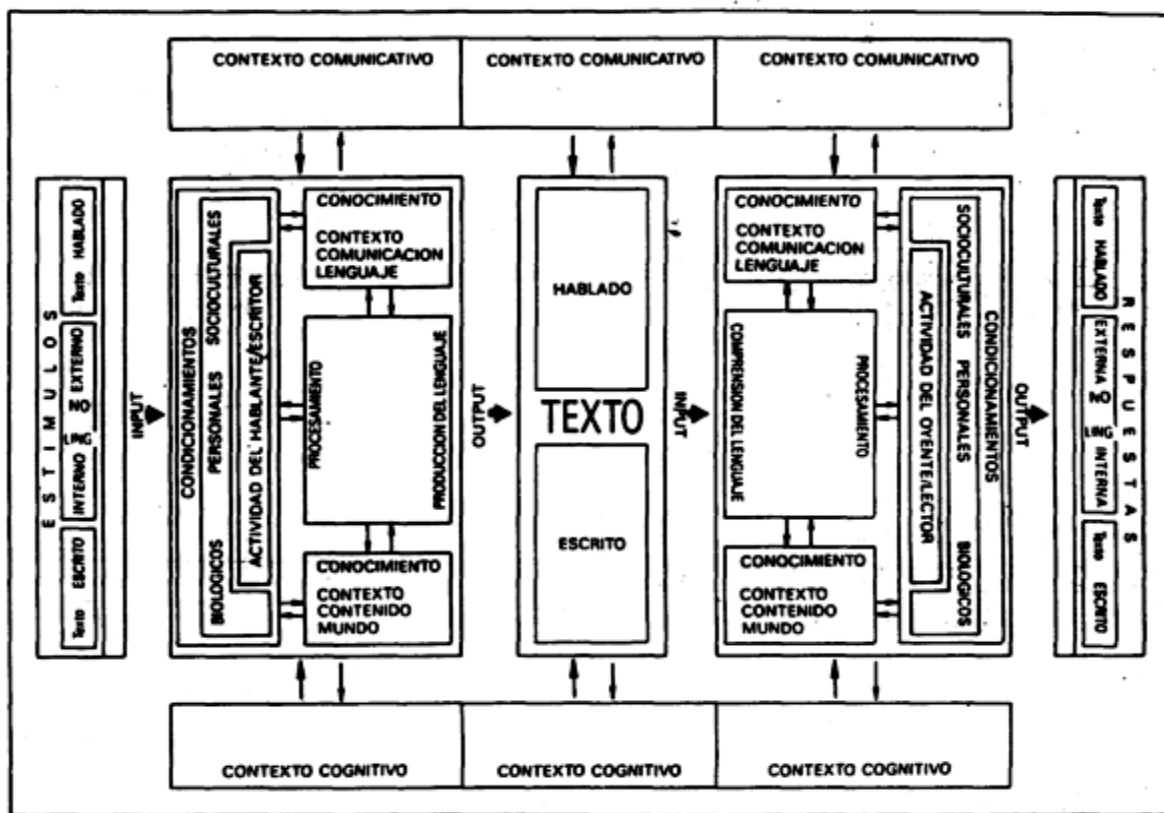 CONTEXTO COMUNICATIVO
CONTEXTO COMUNICATIVO
CONTEXTO COMUNICATIVO
ESTIMULOS
Texto HABLADO
EXTERNO
NO
LING
INTERNO
Texto ESCRITO
INPUT
CONDICIONAMIENTOS
SOCIOCULTURALES
PERSONALES
BIOLOGICOS
ACTIVIDAD DEL HABLANTE/ESCRITOR
CONOCIMIENTO
CONTEXTO
COMUNICACION
LENGUAJE
PROCESAMIENTO
PRODUCCION DEL LENGUAJE
CONOCIMIENTO
CONTEXTO
CONTENIDO
MUNDO
OUTPUT
HABLADO
TEXTO
ESCRITO
INPUT
CONOCIMIENTO
CONTEXTO
COMUNICACION
LENGUAJE
COMPRENSION DEL LENGUAJE
PROCESAMIENTO
CONOCIMIENTO
CONTEXTO
CONTENIDO
MUNDO
ACTIVIDAD DEL OYENTE/LECTOR
SOCIOCULTURALES
PERSONALES
BIOLOGICOS
CONDICIONAMIENTOS
OUTPUT
Texto HABLADO
EXTERNA
NO
LING
INTERNA
Texto ESCRITO
RESPUESTAS
CONTEXTO COGNITIVO
CONTEXTO COGNITIVO
CONTEXTO COGNITIVO